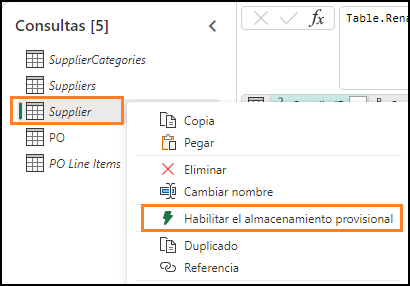 Consultas [5]
fx
Table.Rena
SupplierCategories
Suppliers
Supplier
PO
PO Line Items
Copia
Pegar
Eliminar
Cambiar nombre
Habilitar el almacenamiento provisional
Duplicado
Referencia